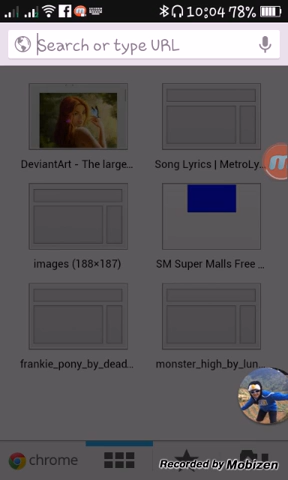 10:04 78%
Search or type URL
DeviantArt - The large...
Song Lyrics | MetroLy...
images (188×187)
SM Super Malls Free ...
frankie_pony_by_dead...
monster_high_by_lun...
chrome
Recorded by Mobizen